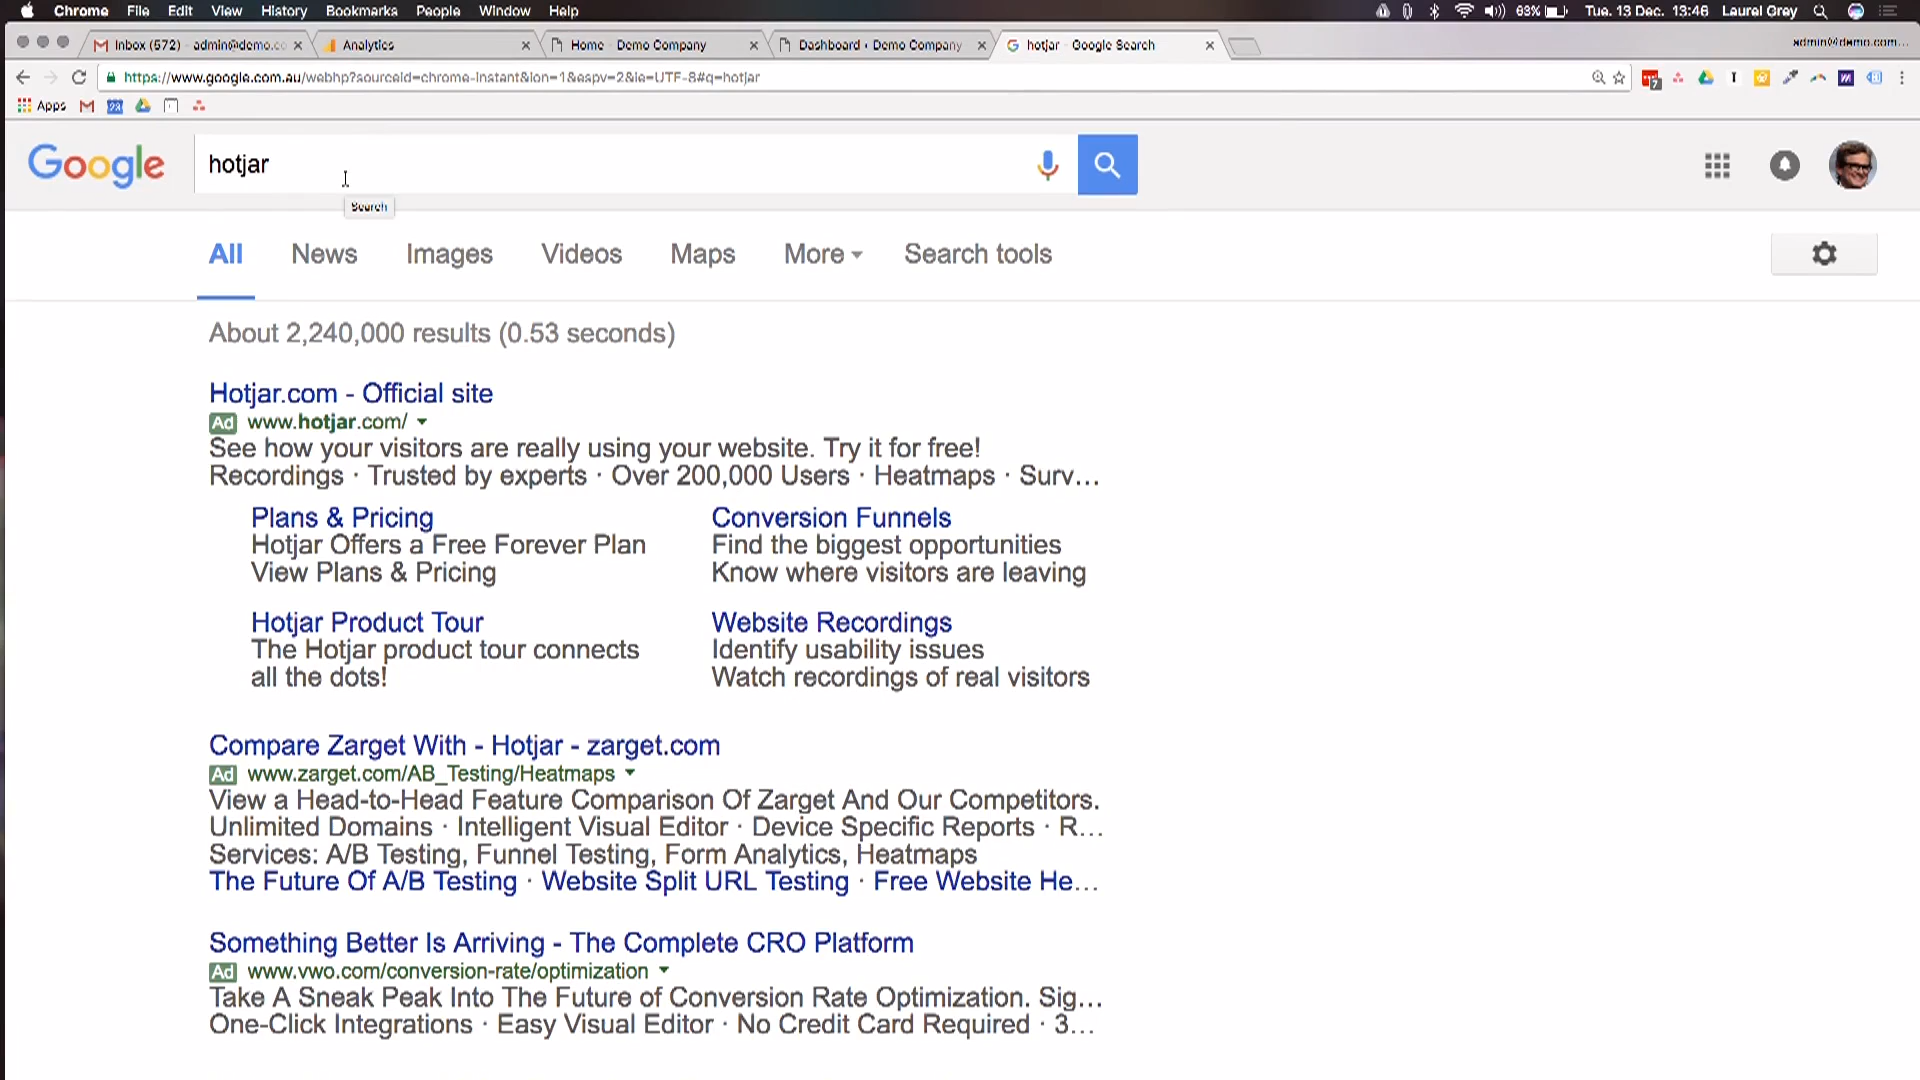 Chrome File Edit View History Bookmarks People Window Help 63% Tue. 13 Dec. 13:46 Laurel Grey
Inbox (572) - admin@demo.co Analytics Home - Demo Company Dashboard ‹ Demo Company hotjar - Google Search admin@demo.com...
https://www.google.com.au/webhp?sourceid=chrome-instant&ion=1&espv=2&ie=UTF-8#q=hotjar
Apps
Google hotjar
Search
All News Images Videos Maps More Search tools
About 2,240,000 results (0.53 seconds)
Hotjar.com - Official site
Ad www.hotjar.com/
See how your visitors are really using your website. Try it for free!
Recordings · Trusted by experts · Over 200,000 Users · Heatmaps · Surv...
Plans & Pricing
Hotjar Offers a Free Forever Plan
View Plans & Pricing
Conversion Funnels
Find the biggest opportunities
Know where visitors are leaving
Hotjar Product Tour
The Hotjar product tour connects
all the dots!
Website Recordings
Identify usability issues
Watch recordings of real visitors
Compare Zarget With - Hotjar - zarget.com
Ad www.zarget.com/AB_Testing/Heatmaps
View a Head-to-Head Feature Comparison Of Zarget And Our Competitors.
Unlimited Domains · Intelligent Visual Editor · Device Specific Reports · R...
Services: A/B Testing, Funnel Testing, Form Analytics, Heatmaps
The Future Of A/B Testing · Website Split URL Testing · Free Website He...
Something Better Is Arriving - The Complete CRO Platform
Ad www.vwo.com/conversion-rate/optimization
Take A Sneak Peak Into The Future of Conversion Rate Optimization. Sig...
One-Click Integrations · Easy Visual Editor · No Credit Card Required · 3...